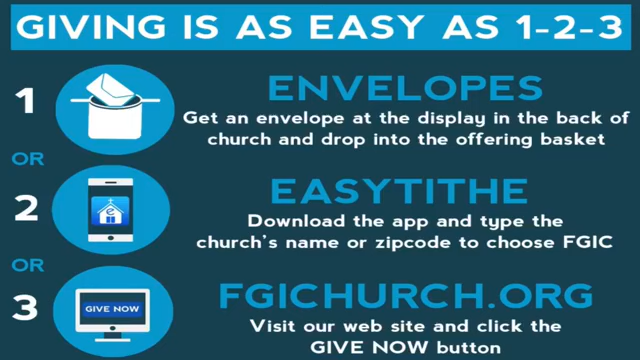 GIVING IS AS EASY AS 1-2-3
1
ENVELOPES
Get an envelope at the display in the back of
church and drop into the offering basket
OR
2
e
EASYTITHE
Download the app and type the
church's name or zipcode to choose FGIC
OR
3
GIVE NOW
FGICHURCH.ORG
Visit our web site and click the
GIVE NOW button